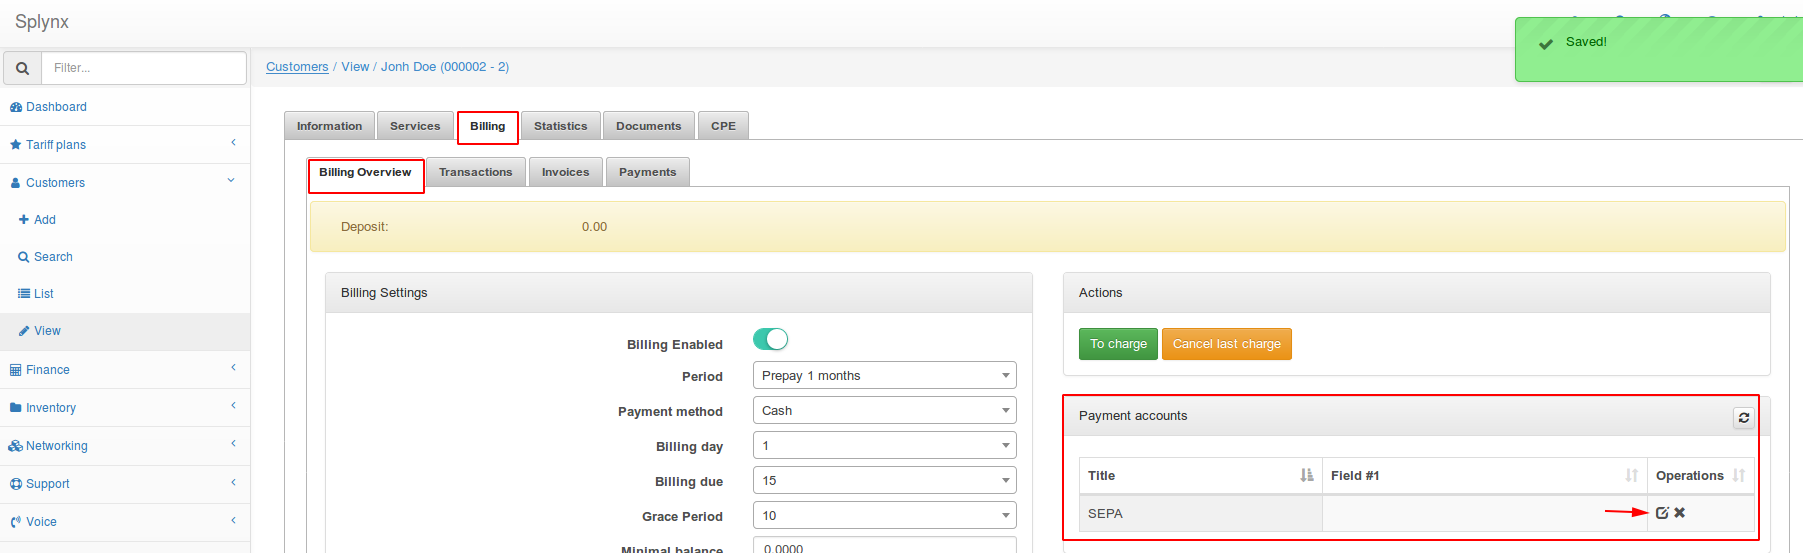 Splynx
Saved!
Filter...
Customers / View / Jonh Doe (000002 - 2)
Dashboard
Tariff plans
Customers
Add
Search
List
View
Finance
Inventory
Networking
Support
Voice
Information
Services
Billing
Statistics
Documents
CPE
Billing Overview
Transactions
Invoices
Payments
Deposit: 0.00
Billing Settings
Billing Enabled
Period Prepay 1 months
Payment method Cash
Billing day 1
Billing due 15
Grace Period 10
Minimal balance 0.0000
Actions
To charge
Cancel last charge
Payment accounts
Title Field #1 Operations
SEPA